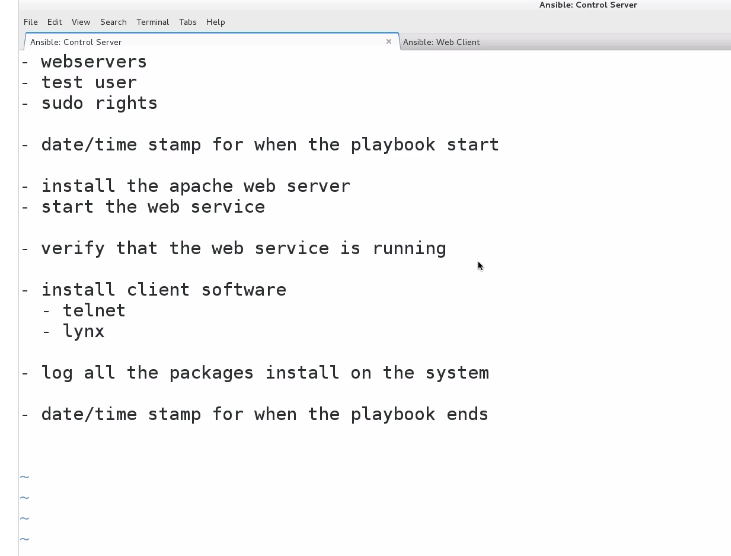 Ansible: Control Server
File Edit View Search Terminal Tabs Help
Ansible: Control Server × Ansible: Web Client
- webservers
- test user
- sudo rights
- date/time stamp for when the playbook start
- install the apache web server
- start the web service
- verify that the web service is running
- install client software
- telnet
- lynx
- log all the packages install on the system
- date/time stamp for when the playbook ends
~
~
~
~